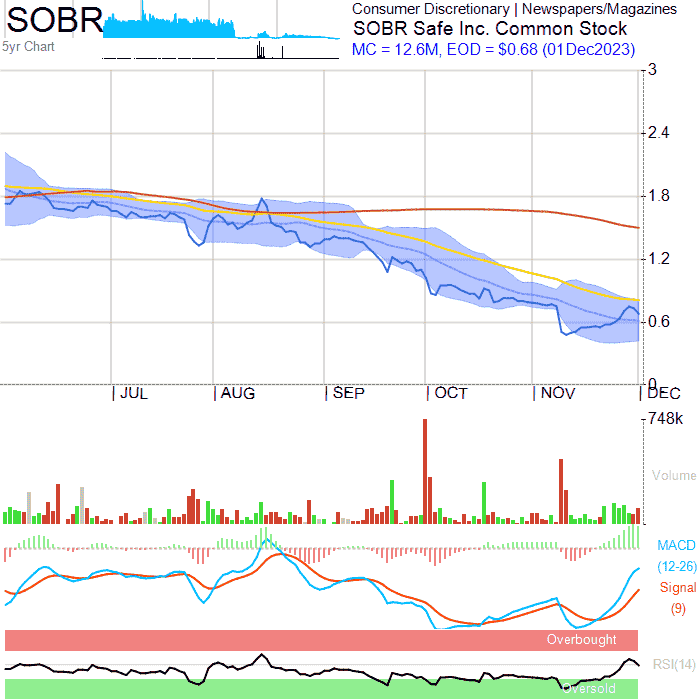 SOBR
5yr Chart
Consumer Discretionary | Newspapers/Magazines
SOBR Safe Inc. Common Stock
MC = 12.6M, EOD = $0.68 (01Dec2023)
3
2.4
1.8
1.2
0.6
0
JUL AUG SEP OCT NOV DEC
748k
Volume
MACD
(12-26)
Signal
(9)
Overbought
RSI(14)
Oversold